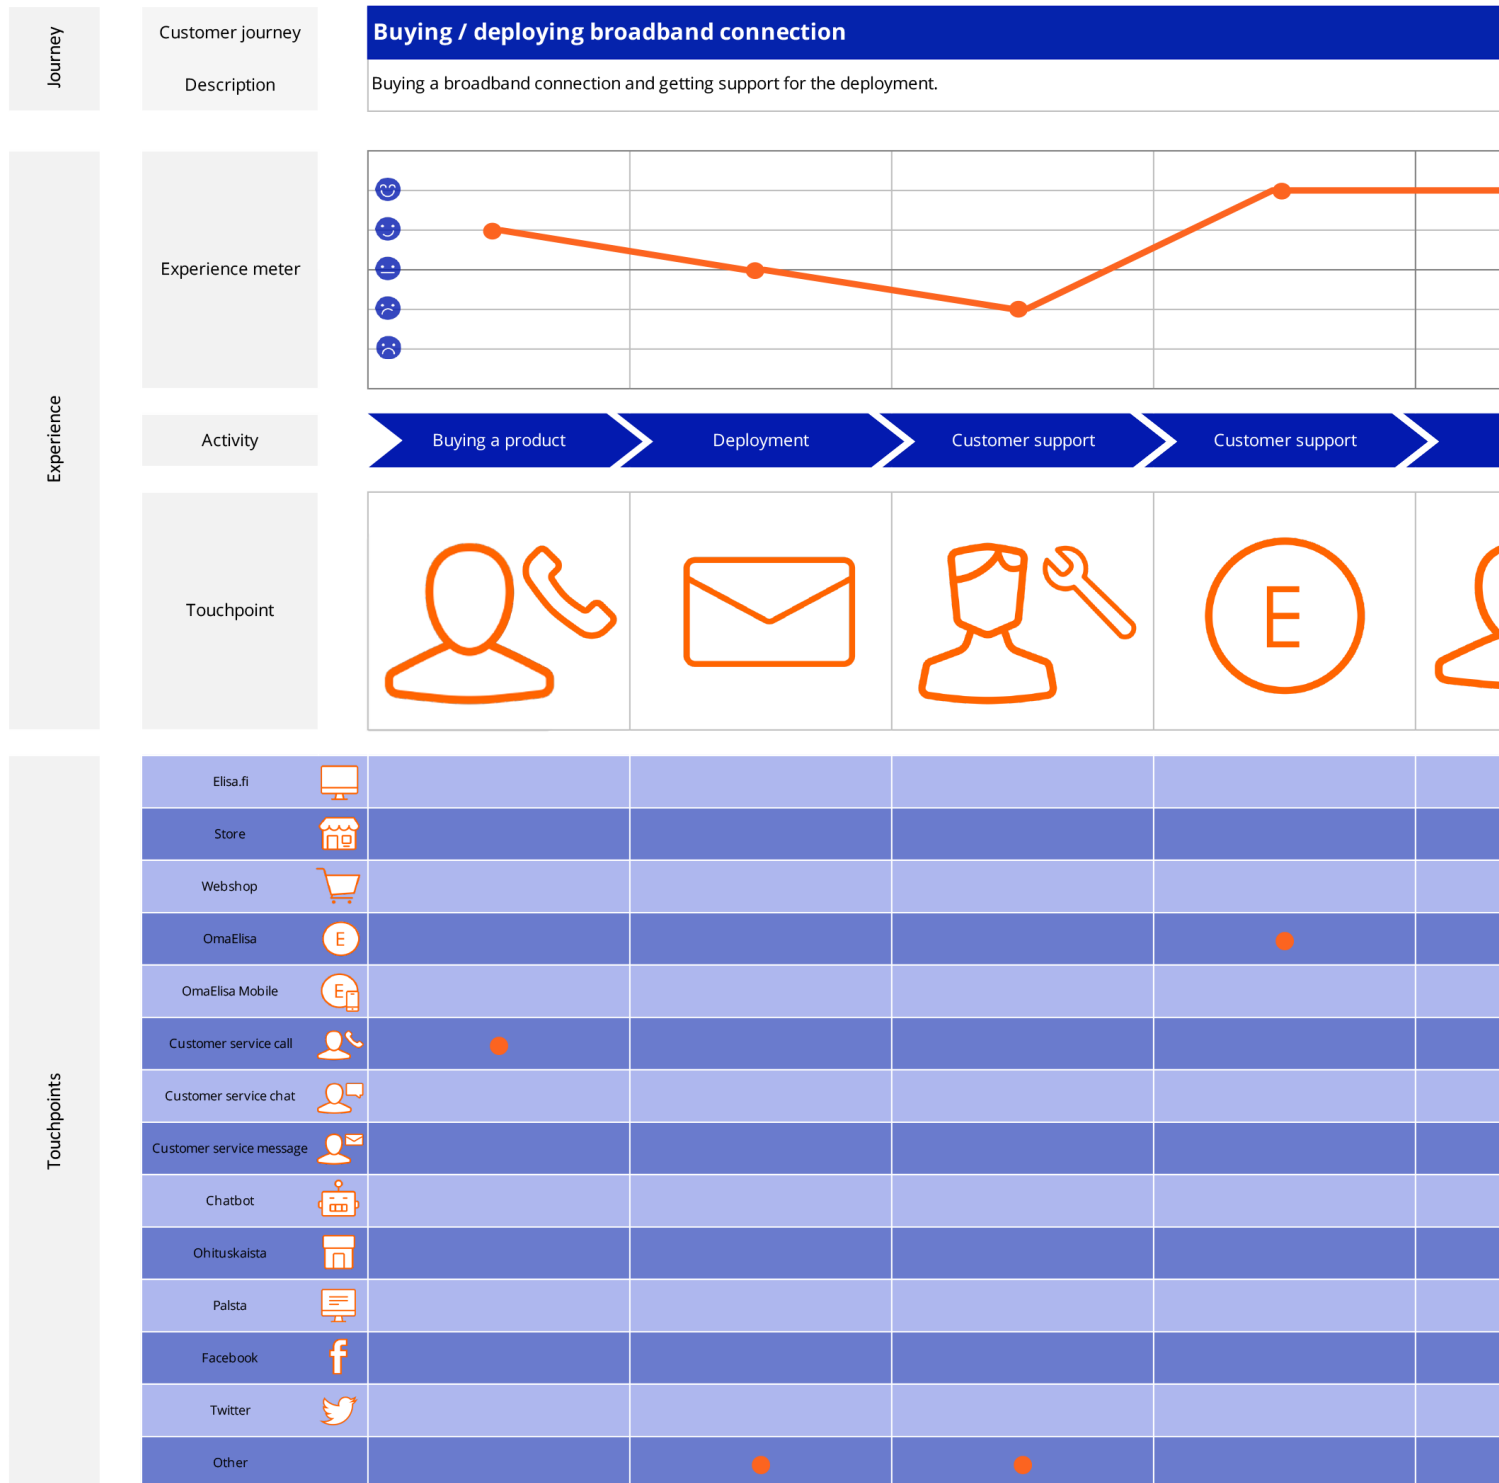 Journey
Customer journey
Buying / deploying broadband connection
Description
Buying a broadband connection and getting support for the deployment.
Experience
Experience meter
Activity
Buying a product
Deployment
Customer support
Customer support
Touchpoint
E
Touchpoints
Elisa.fi
Store
Webshop
OmaElisa
E
OmaElisa Mobile
E
Customer service call
Customer service chat
Customer service message
Chatbot
Ohituskaista
Palsta
Facebook
f
Twitter
Other